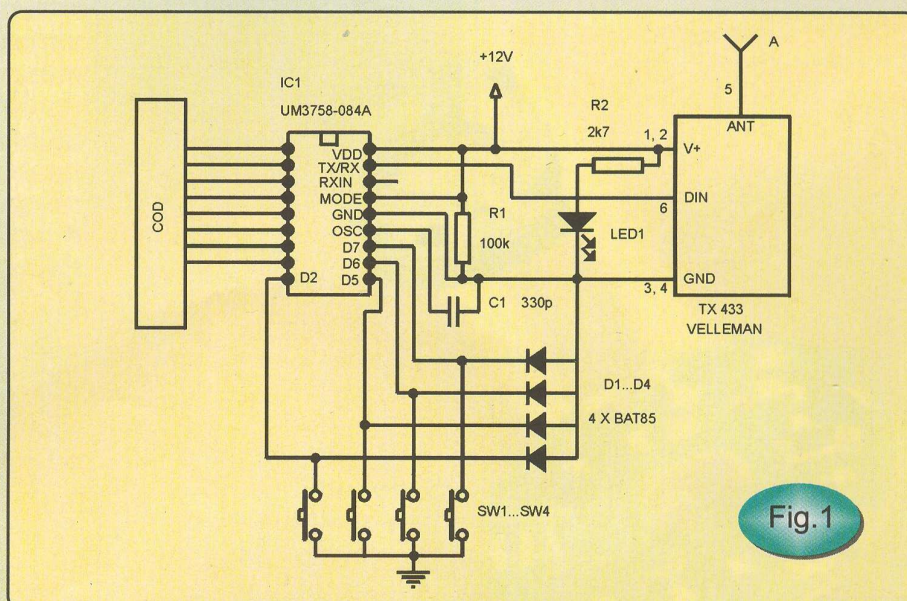 +12V
A
IC1
UM3758-084A
5
R2
2k7
1, 2
ANT
V+
VDD
TX/RX
RXIN
MODE
GND
OSC
D7
D6
D2
D5
COD
R1
100k
DIN
6
LED1
GND
3, 4
C1
330p
TX 433
VELLEMAN
D1...D4
4 X BAT85
SW1...SW4
Fig.1